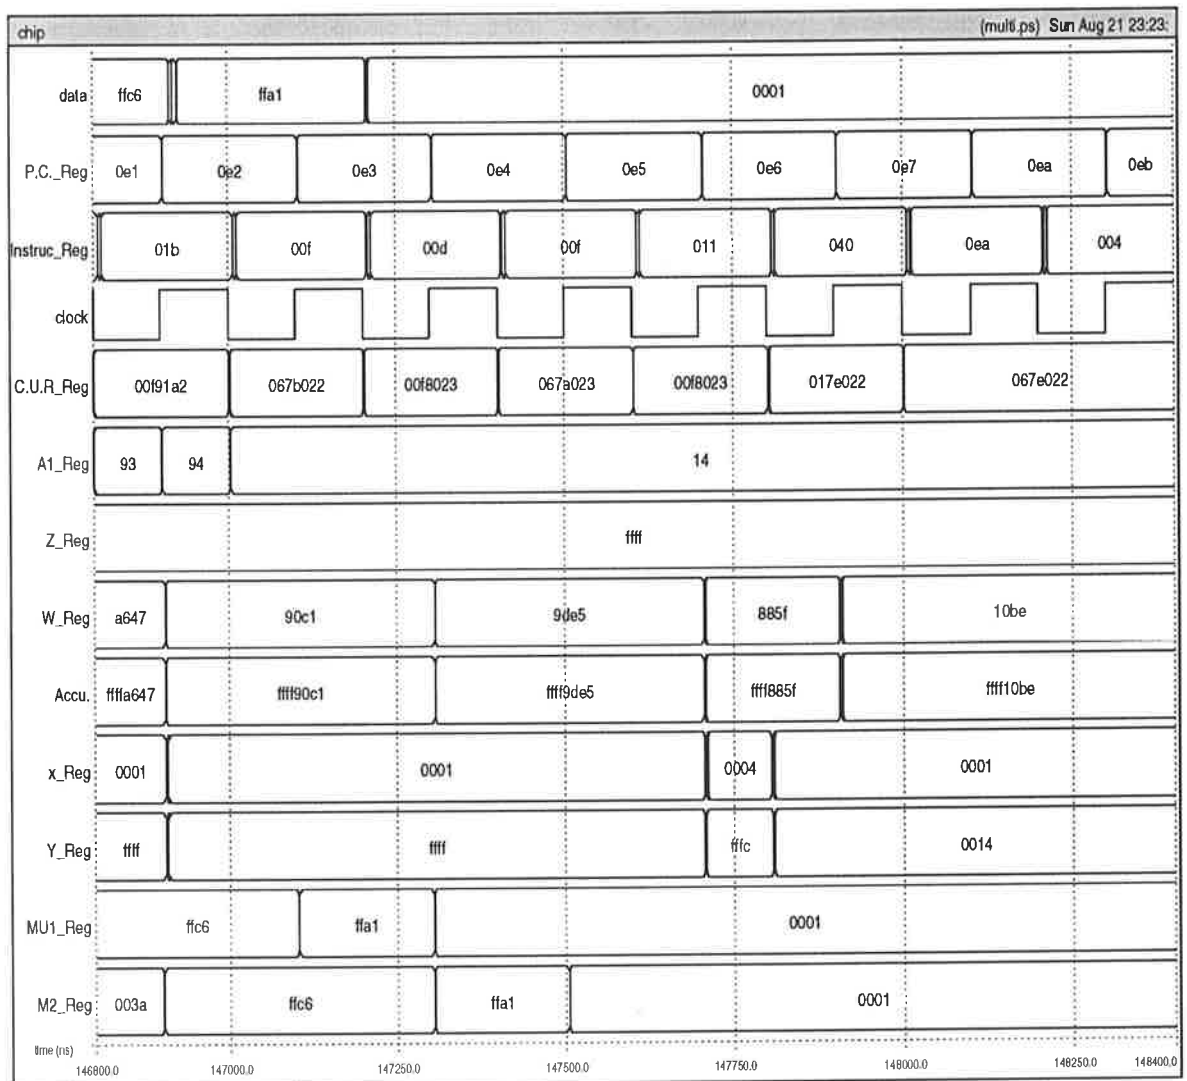 chip (multi.ps) Sun Aug 21 23:23:
data ffc6 ffa1 0001
P.C._Reg 0e1 0e2 0e3 0e4 0e5 0e6 0e7 0ea 0eb
Instruc_Reg 01b 00f 00d 00f 011 040 0ea 004
clock
C.U.R_Reg 00f91a2 067b022 00f8023 067a023 00f8023 017e022 067e022
A1_Reg 93 94 14
Z_Reg ffff
W_Reg a647 90c1 9de5 885f 10be
Accu. ffffa647 ffff90c1 ffff9de5 ffff885f ffff10be
x_Reg 0001 0001 0004 0001
Y_Reg ffff ffff fffc 0014
MU1_Reg ffc6 ffa1 0001
M2_Reg 003a ffc6 ffa1 0001
time (ns)
146800.0 147000.0 147250.0 147500.0 147750.0 148000.0 148250.0 148400.0